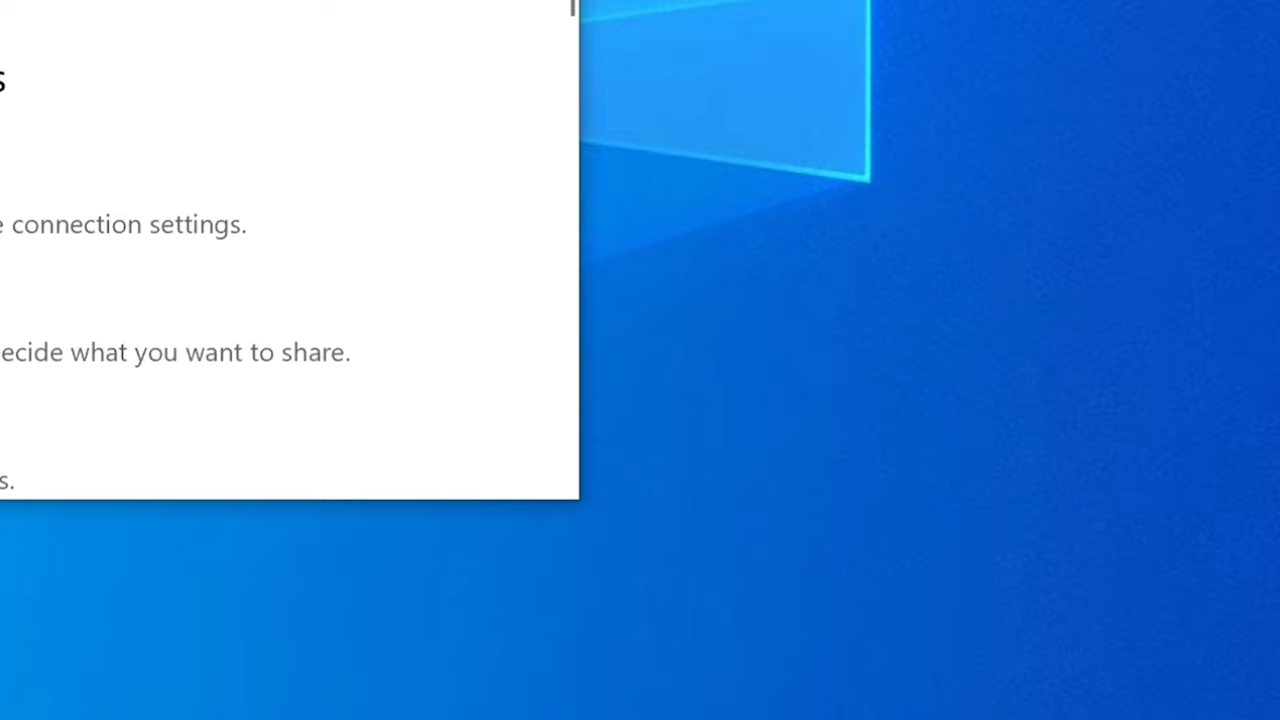 s
e connection settings.
ecide what you want to share.
s.